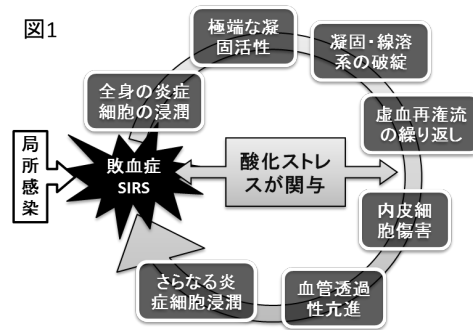 図1
極端な凝
固活性
凝固・線溶
系の破綻
全身の炎症
細胞の浸潤
虚血再潅流
の繰り返し
局所感染
敗血症
SIRS
酸化ストレ
スが関与
内皮細
胞傷害
さらなる炎
症細胞浸潤
血管透過
性亢進